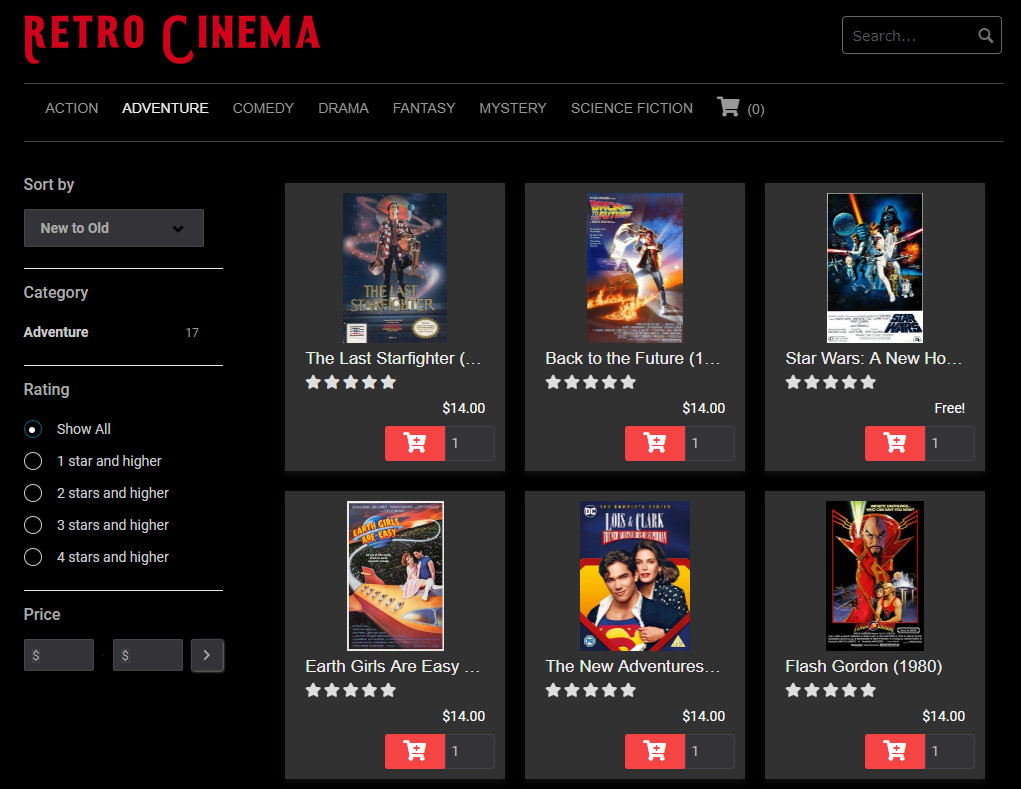 Retro Cinema
Search...
ACTION ADVENTURE COMEDY DRAMA FANTASY MYSTERY SCIENCE FICTION (0)
Sort by
New to Old
Category
Adventure 17
Rating
Show All
1 star and higher
2 stars and higher
3 stars and higher
4 stars and higher
Price
$ $
THE LAST
STARFIGHTER
The Last Starfighter (...
$14.00
1
BACK
TO THE FUTURE
Back to the Future (1...
$14.00
1
STAR
WARS
Star Wars: A New Ho...
Free!
1
EARTH GIRLS
ARE EASY
Earth Girls Are Easy ...
$14.00
1
DC
THE COMPLETE SERIES
LOIS & CLARK
THE NEW ADVENTURES OF SUPERMAN
PG
The New Adventures...
$14.00
1
Flash Gordon (1980)
$14.00
1